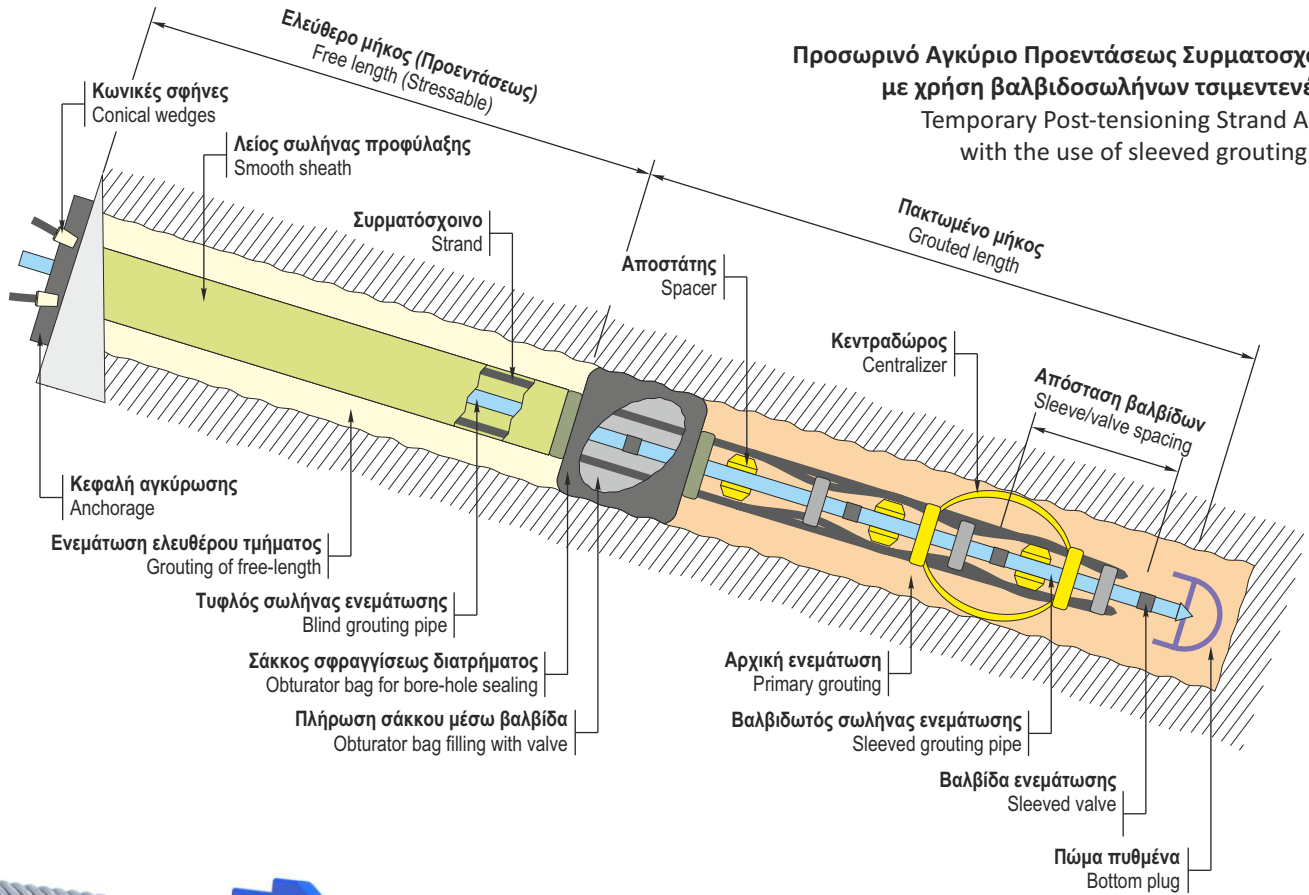 Προσωρινό Αγκύριο Προεντάσεως
με χρήση βαλβιδοσωλήνων
Temporary Post-tensioning Strand
with the use of sleeved grouting
Ελεύθερο μήκος (Προεντάσεως)
Free length (Stressable)
Κωνικές σφήνες
Conical wedges
Λείος σωλήνας προφύλαξης
Smooth sheath
Συρματόσχοινο
Strand
Πακτωμένο μήκος
Grouted length
Αποστάτης
Spacer
Κεντραδώρος
Centralizer
Απόσταση βαλβίδων
Sleeve/valve spacing
Κεφαλή αγκύρωσης
Anchorage
Ενεμάτωση ελευθέρου τμήματος
Grouting of free-length
Τυφλός σωλήνας ενεμάτωσης
Blind grouting pipe
Σάκκος σφραγγίσεως διατρήματος
Obturator bag for bore-hole sealing
Πλήρωση σάκκου μέσω βαλβίδα
Obturator bag filling with valve
Αρχική ενεμάτωση
Primary grouting
Βαλβιδωτός σωλήνας ενεμάτωσης
Sleeved grouting pipe
Βαλβίδα ενεμάτωσης
Sleeved valve
Πώμα πυθμένα
Bottom plug